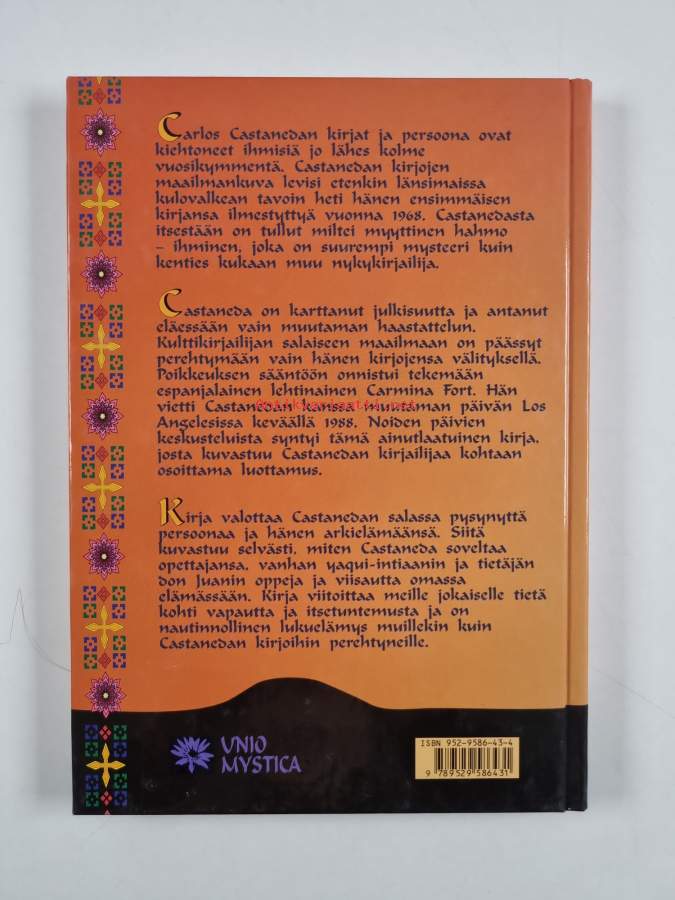 Carlos Castanedan kirjat ja persoona ovat
kiehtoneet ihmisiä jo lähes kolme
vuosikymmentä. Castanedan kirjojen
maailmankuva levisi etenkin länsimaissa
kulovalkean tavoin heti hänen ensimmäisen
kirjansa ilmestyttyä vuonna 1968. Castanedasta
itsestään on tullut miltei myyttinen hahmo
– ihminen, joka on suurempi mysteeri kuin
kenties kukaan muu nykykirjailija.
Castaneda on karttanut julkisuutta ja antanut
eläessään vain muutaman haastattelun.
Kulttikirjailijan salaiseen maailmaan on päässyt
perehtymään vain hänen kirjojensa välityksellä.
Poikkeuksen sääntöön onnistui tekemään
espanjalainen lehtinainen Carmina Fort. Hän
vietti Castanedan kanssa muutaman päivän Los
Angelesissa keväällä 1988. Noiden päivien
keskusteluista syntyi tämä ainutlaatuinen kirja,
josta kuvastuu Castanedan kirjailijaa kohtaan
osoittama luottamus.
Kirja valottaa Castanedan salassa pysynyttä
persoonaa ja hänen arkielämäänsä. Siitä
kuvastuu selvästi, miten Castaneda soveltaa
opettajansa, vanhan yaqui-intiaanin ja tietäjän
don Juanin oppeja ja viisautta omassa
elämässään. Kirja viitoittaa meille jokaiselle tietä
kohti vapautta ja itsetuntemusta ja on
nautinnollinen lukuelämys muillekin kuin
Castanedan kirjoihin perehtyneille.
UNIO
MYSTICA
ISBN 952-9586-43-4
9 789529 586431